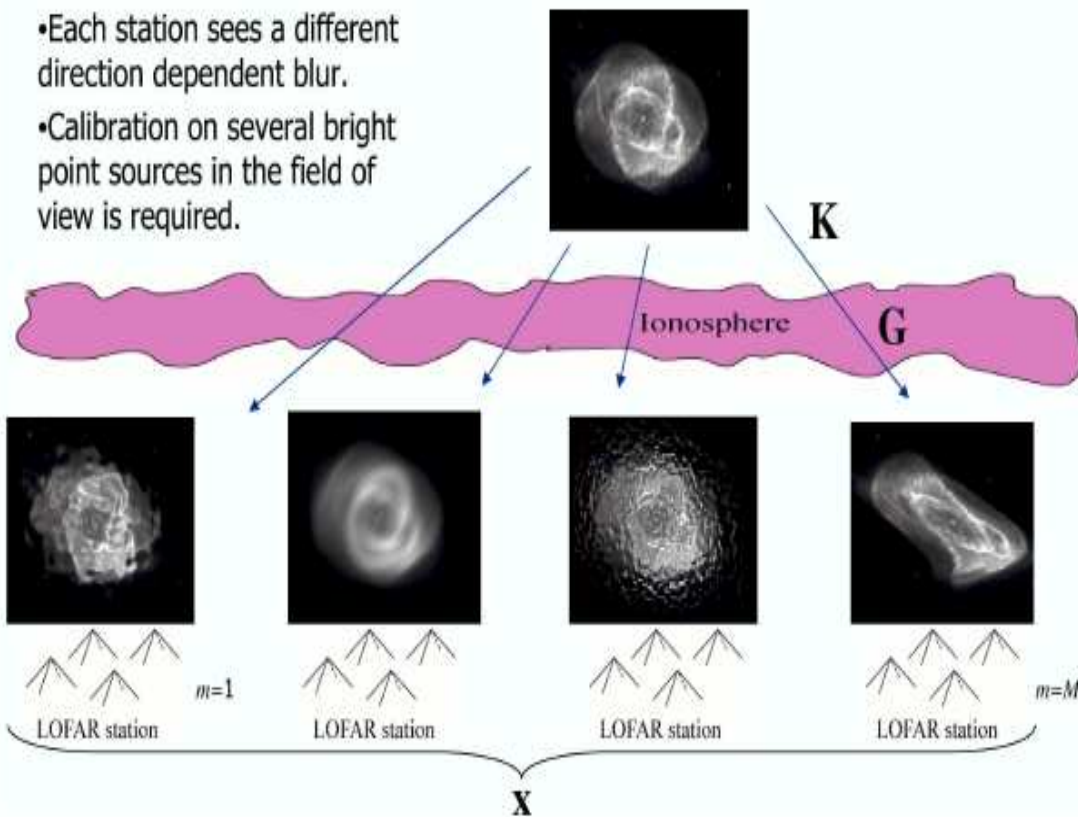 •Each station sees a different
direction dependent blur.
•Calibration on several bright
point sources in the field of
view is required.
K
Ionosphere
G
m=1
m=M
LOFAR station
LOFAR station
LOFAR station
LOFAR station
x